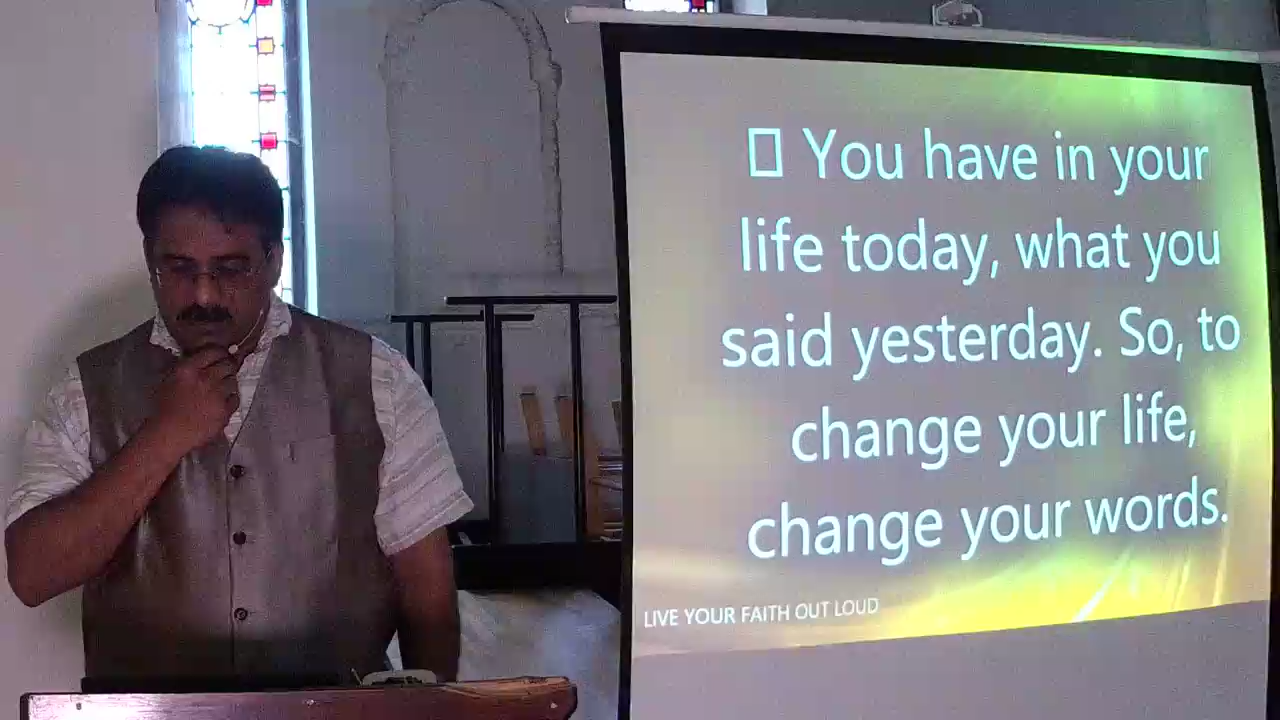 ▯ You have in your
life today, what you
said yesterday. So, to
change your life,
change your words.
LIVE YOUR FAITH OUT LOUD